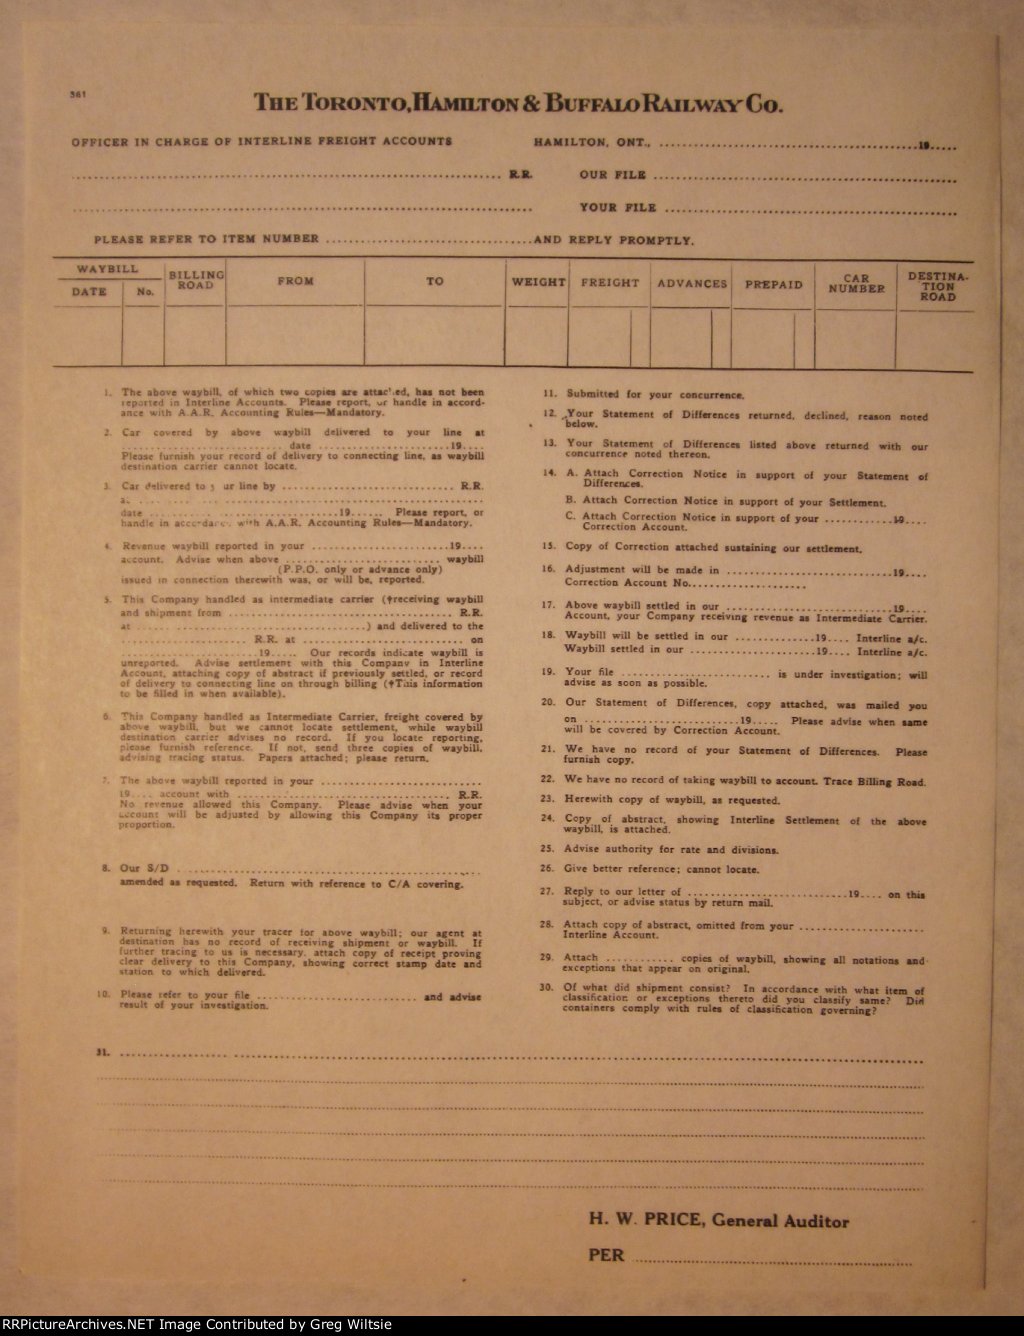 361
THE TORONTO, HAMILTON & BUFFALO RAILWAY CO.
OFFICER IN CHARGE OF INTERLINE FREIGHT ACCOUNTS
HAMILTON, ONT., .......... 19.....
.......... R.R.
OUR FILE ..........
YOUR FILE ..........
PLEASE REFER TO ITEM NUMBER .......... AND REPLY PROMPTLY.
WAYBILL
DATE No. BILLING ROAD FROM TO WEIGHT FREIGHT ADVANCES PREPAID CAR NUMBER DESTINA-TION ROAD
1. The above waybill, of which two copies are attached, has not been
reported in Interline Accounts. Please report, or handle in accord-
ance with A.A.R. Accounting Rules—Mandatory.
2. Car covered by above waybill delivered to your line at
.......... date .......... 19....
Please furnish your record of delivery to connecting line, as waybill
destination carrier cannot locate.
3. Car delivered to your line by .......... R.R.
at ..........
date .......... 19...... Please report, or
handle in accordance with A.A.R. Accounting Rules—Mandatory.
4. Revenue waybill reported in your .......... 19....
account. Advise when above .......... waybill
(P.P.O. only or advance only)
issued in connection therewith was, or will be, reported.
5. This Company handled as intermediate carrier (†receiving waybill
and shipment from .......... R.R.
at ..........) and delivered to the
.......... R.R. at .......... on
.......... 19..... Our records indicate waybill is
unreported. Advise settlement with this Company in Interline
Account, attaching copy of abstract if previously settled, or record
of delivery to connecting line on through billing (†This information
to be filled in when available).
6. This Company handled as Intermediate Carrier, freight covered by
above waybill, but we cannot locate settlement, while waybill
destination carrier advises no record. If you locate reporting,
please furnish reference. If not, send three copies of waybill,
advising tracing status. Papers attached; please return.
7. The above waybill reported in your ..........
19.... account with .......... R.R.
No revenue allowed this Company. Please advise when your
account will be adjusted by allowing this Company its proper
proportion.
8. Our S/D ..........
amended as requested. Return with reference to C/A covering.
9. Returning herewith your tracer for above waybill; our agent at
destination has no record of receiving shipment or waybill. If
further tracing to us is necessary, attach copy of receipt proving
clear delivery to this Company, showing correct stamp date and
station to which delivered.
10. Please refer to your file .......... and advise
result of your investigation.
11. Submitted for your concurrence.
12. Your Statement of Differences returned, declined, reason noted
below.
13. Your Statement of Differences listed above returned with our
concurrence noted thereon.
14. A. Attach Correction Notice in support of your Statement of
Differences.
B. Attach Correction Notice in support of your Settlement.
C. Attach Correction Notice in support of your .......... 19....
Correction Account.
15. Copy of Correction attached sustaining our settlement.
16. Adjustment will be made in .......... 19....
Correction Account No. ..........
17. Above waybill settled in our .......... 19....
Account, your Company receiving revenue as Intermediate Carrier.
18. Waybill will be settled in our .......... 19.... Interline a/c.
Waybill settled in our .......... 19.... Interline a/c.
19. Your file .......... is under investigation; will
advise as soon as possible.
20. Our Statement of Differences, copy attached, was mailed you
on .......... 19..... Please advise when same
will be covered by Correction Account.
21. We have no record of your Statement of Differences. Please
furnish copy.
22. We have no record of taking waybill to account. Trace Billing Road.
23. Herewith copy of waybill, as requested.
24. Copy of abstract, showing Interline Settlement of the above
waybill, is attached.
25. Advise authority for rate and divisions.
26. Give better reference; cannot locate.
27. Reply to our letter of .......... 19.... on this
subject, or advise status by return mail.
28. Attach copy of abstract, omitted from your ..........
Interline Account.
29. Attach .......... copies of waybill, showing all notations and
exceptions that appear on original.
30. Of what did shipment consist? In accordance with what item of
classification or exceptions thereto did you classify same? Did
containers comply with rules of classification governing?
31. ..........
H. W. PRICE, General Auditor
PER ..........
RRPictureArchives.NET Image Contributed by Greg Wiltsie